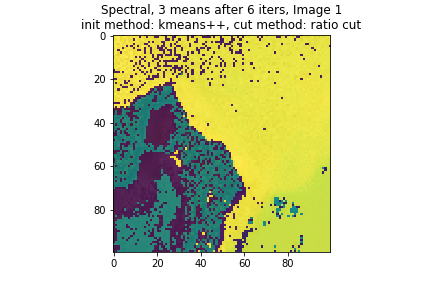 Spectral, 3 means after 6 iters, Image 1
init method: kmeans++, cut method: ratio cut
0
20
40
60
80
0 20 40 60 80